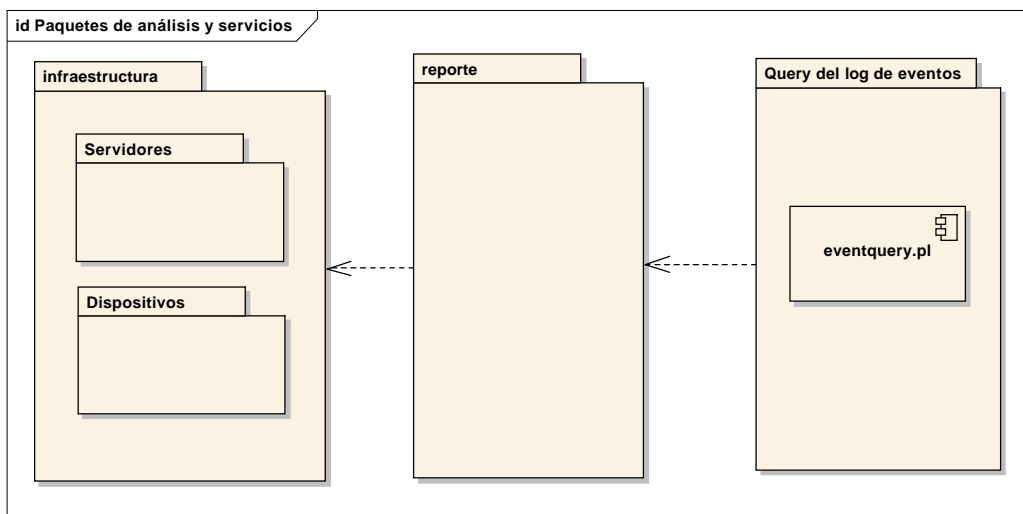 id Paquetes de análisis y servicios
infraestructura
Servidores
Dispositivos
reporte
Query del log de eventos
eventquery.pl